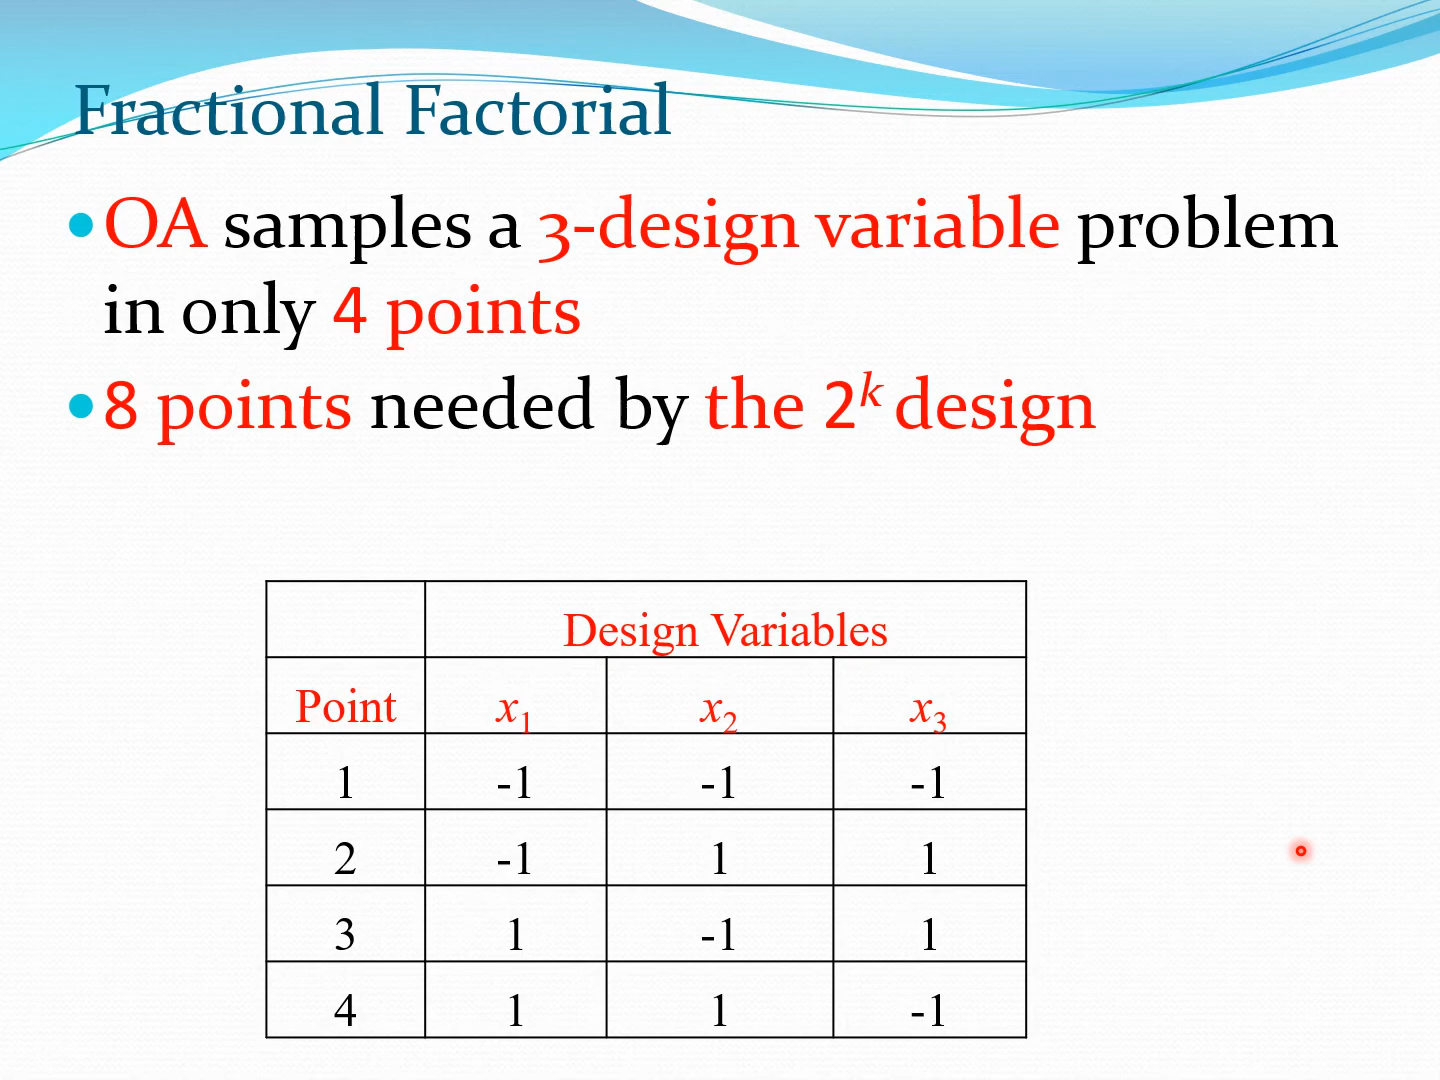 Fractional Factorial
•OA samples a 3-design variable problem
in only 4 points
•8 points needed by the 2ᵏ design
Design Variables
Point x₁ x₂ x₃
1 -1 -1 -1
2 -1 1 1
3 1 -1 1
4 1 1 -1